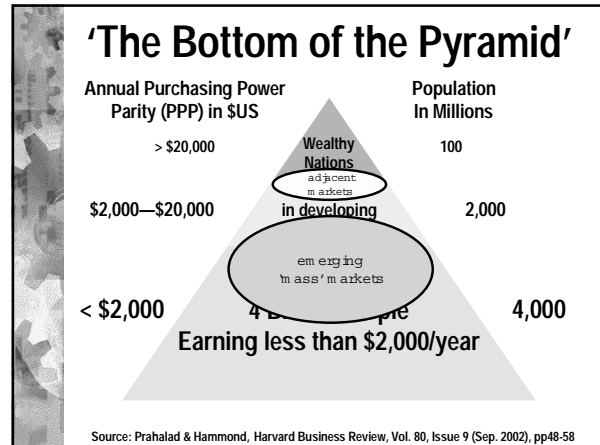 ‘The Bottom of the Pyramid’
Annual Purchasing Power
Parity (PPP) in $US
Population
In Millions
> $20,000
Wealthy
Nations
100
adjacent
markets
$2,000—$20,000
in developing
2,000
emerging
‘mass’ markets
< $2,000
4
4,000
Earning less than $2,000/year
Source: Prahalad & Hammond, Harvard Business Review, Vol. 80, Issue 9 (Sep. 2002), pp48-58